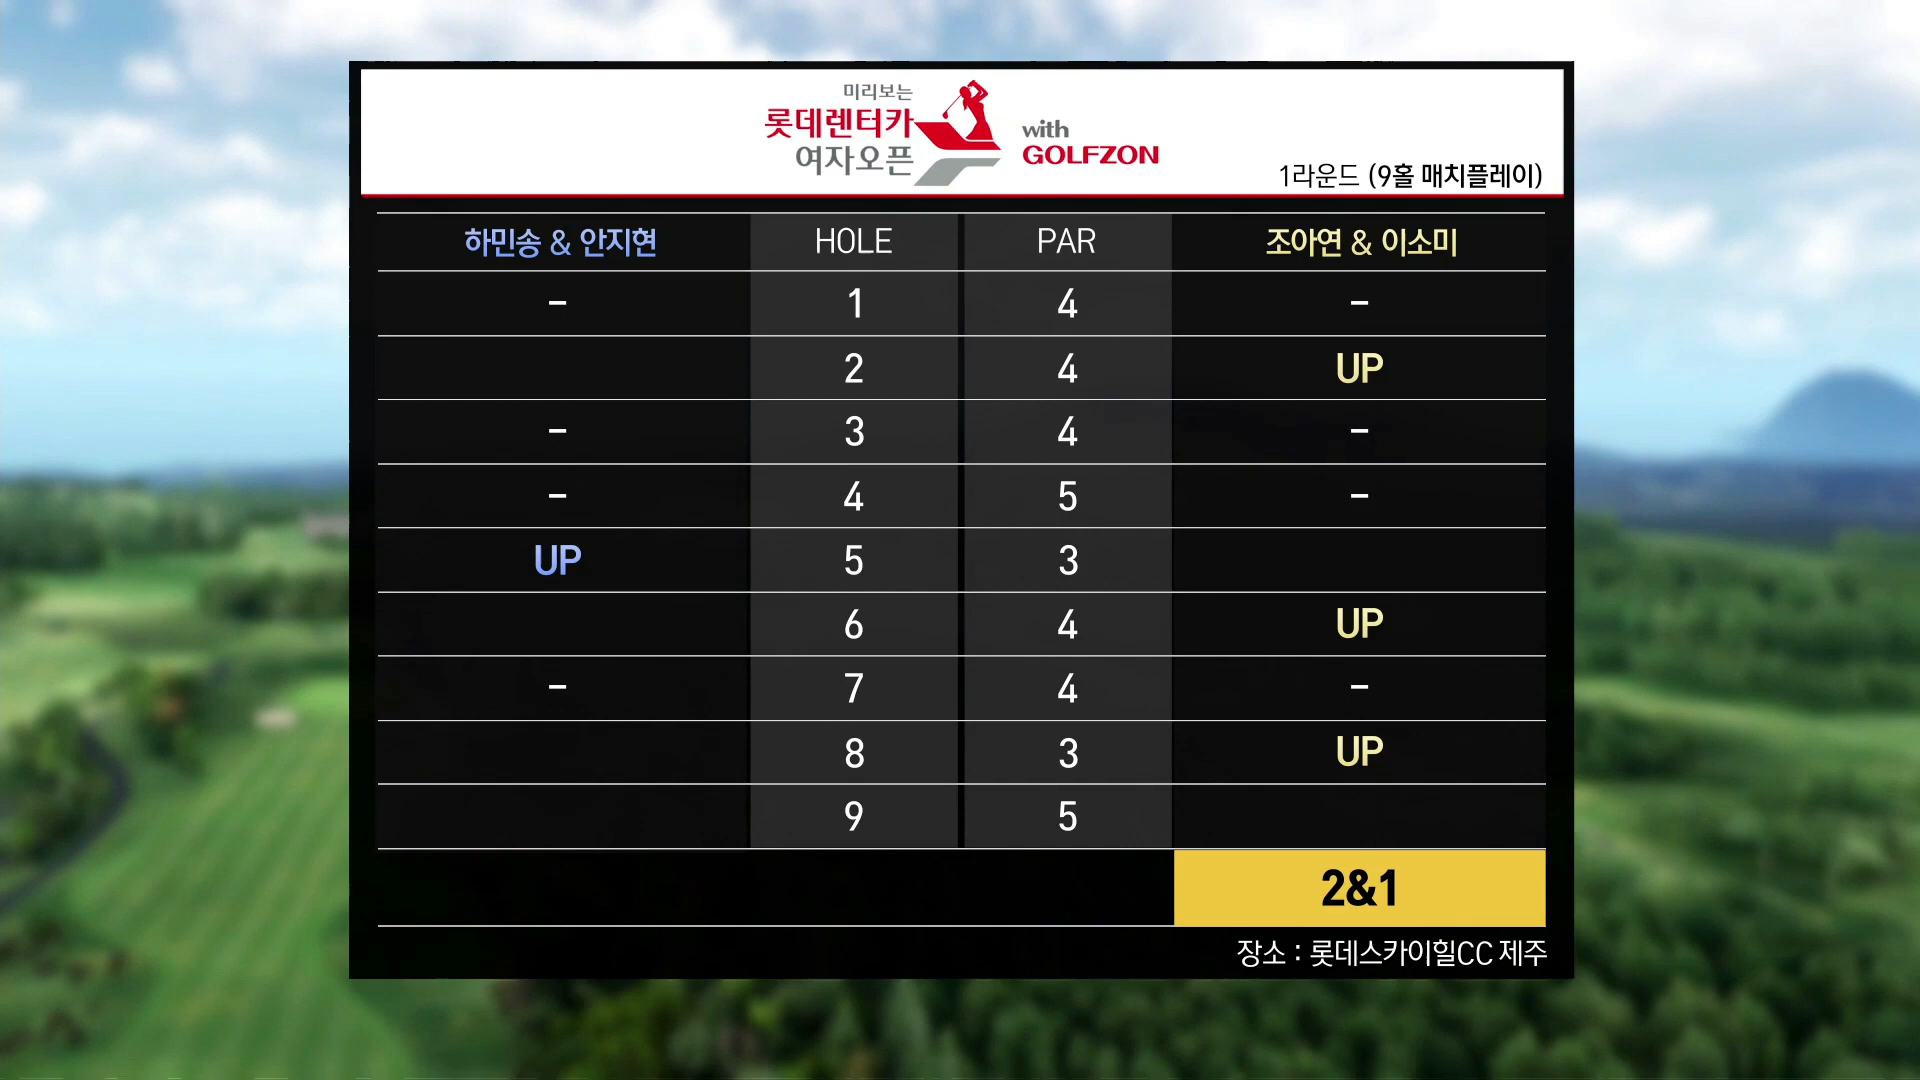 미리보는
롯데렌터카
여자오픈
with
GOLFZON
1라운드 (9홀 매치플레이)
하민송 & 안지현 HOLE PAR 조아연 & 이소미
- 1 4 -
2 4 UP
- 3 4 -
- 4 5 -
UP 5 3
6 4 UP
- 7 4 -
8 3 UP
9 5
2&1
장소 : 롯데스카이힐CC 제주